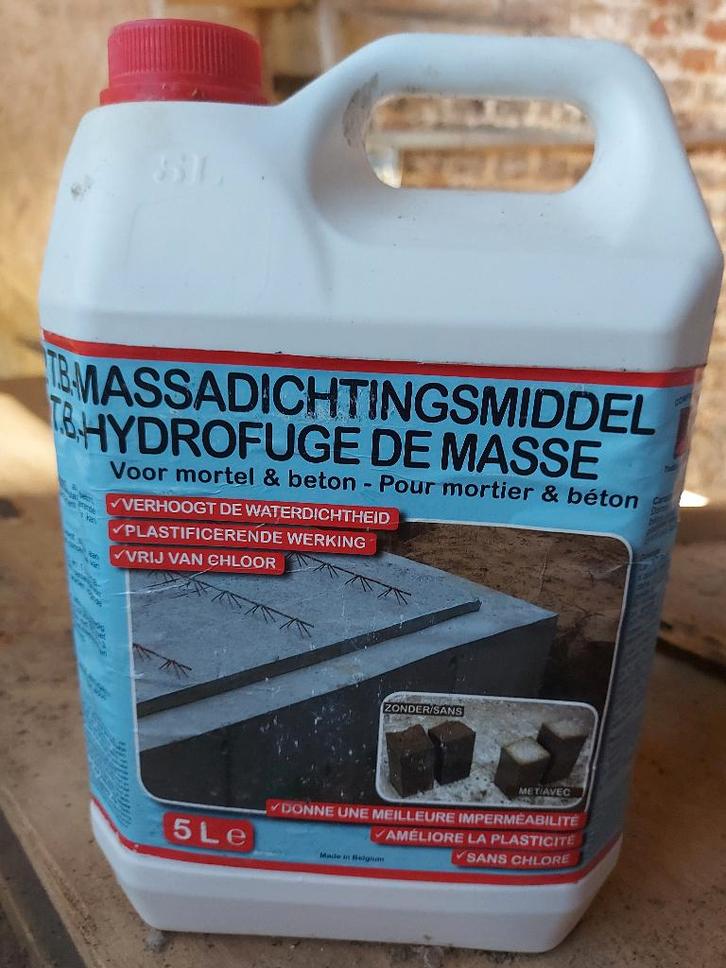 5L
T.B.-MASSADICHTINGSMIDDEL
T.B.-HYDROFUGE DE MASSE
Voor mortel & beton - Pour mortier & béton
✓VERHOOGT DE WATERDICHTHEID
✓PLASTIFICERENDE WERKING
✓VRIJ VAN CHLOOR
ZONDER/SANS
MET/AVEC
✓DONNE UNE MEILLEURE IMPERMÉABILITÉ
✓AMÉLIORE LA PLASTICITÉ
✓SANS CHLORE
5 L e
Made in Belgium